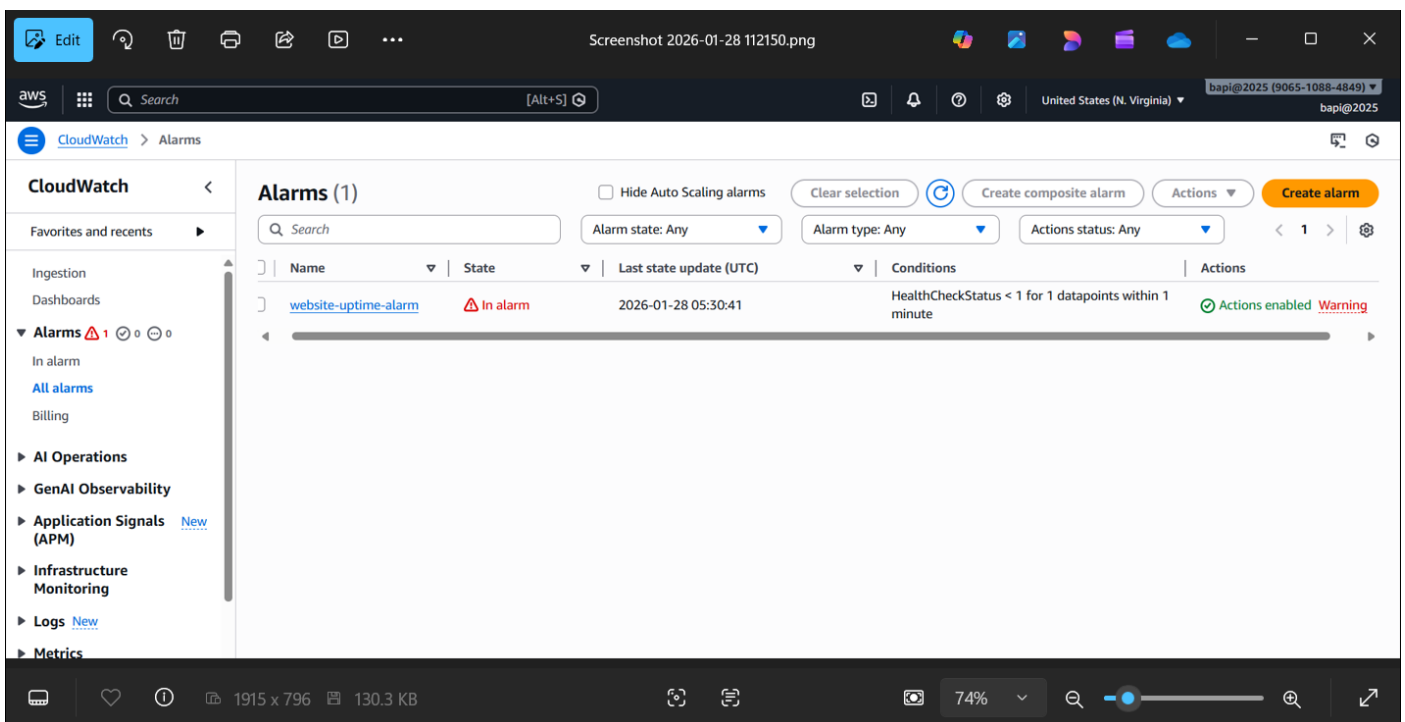 Edit
Screenshot 2026-01-28 112150.png
aws
Search
[Alt+S]
United States (N. Virginia)
bapi@2025 (9065-1088-4849)
bapi@2025
CloudWatch > Alarms
CloudWatch
Favorites and recents
Ingestion
Dashboards
Alarms 1 0 0
In alarm
All alarms
Billing
AI Operations
GenAI Observability
Application Signals New
(APM)
Infrastructure
Monitoring
Logs New
Metrics
Alarms (1)
Hide Auto Scaling alarms
Clear selection
Create composite alarm
Actions
Create alarm
Search
Alarm state: Any
Alarm type: Any
Actions status: Any
1
Name State Last state update (UTC) Conditions Actions
website-uptime-alarm In alarm 2026-01-28 05:30:41 HealthCheckStatus < 1 for 1 datapoints within 1
minute
Actions enabled Warning
1915 x 796 130.3 KB
74%